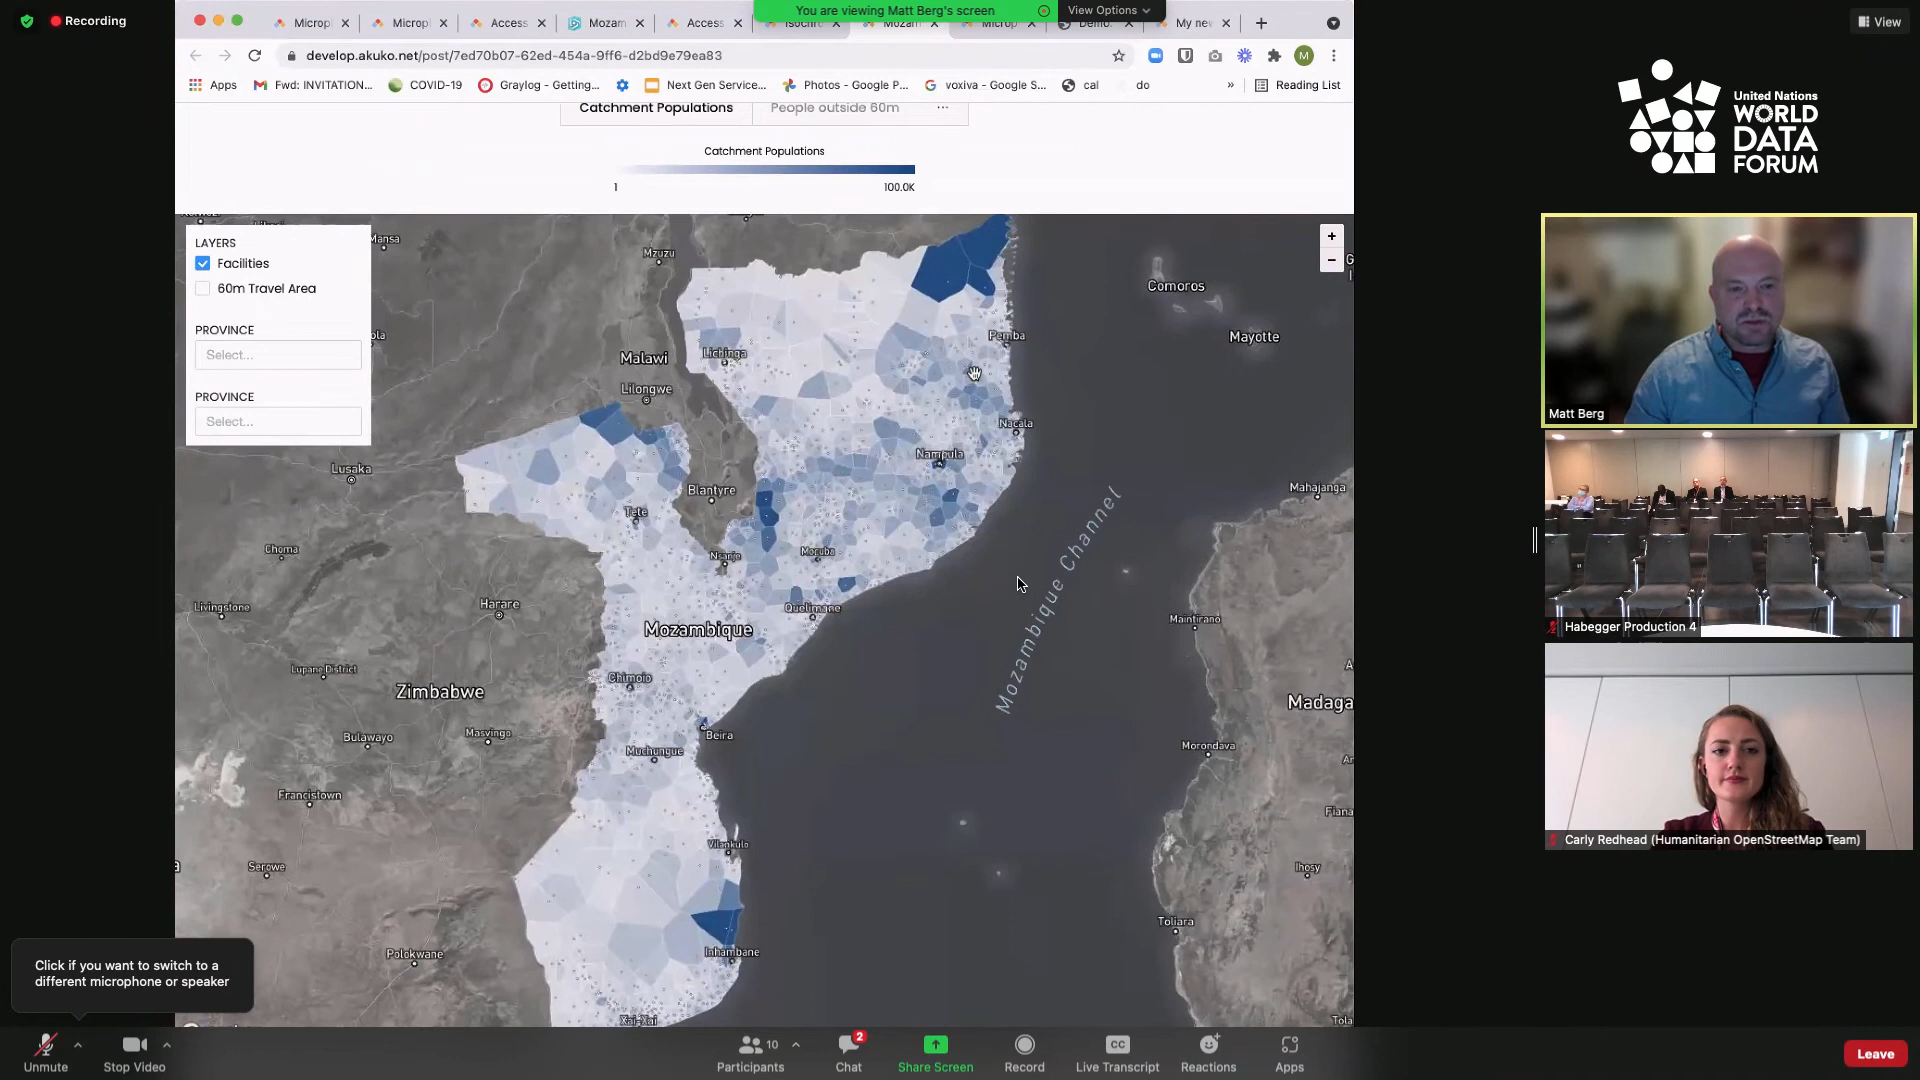 Recording
You are viewing Matt Berg's screen
View Options
View
Microp
Microp
Access
Mozam
Access
Isochro
Mozam
Microp
Demo
My ne
develop.akuko.net/post/7ed70b07-62ed-454a-9ff6-d2bd9e79ea83
M
Apps
Fwd: INVITATION...
COVID-19
Graylog - Getting...
Next Gen Service...
Photos - Google P...
voxiva - Google S...
cal
do
»
Reading List
Catchment Populations
People outside 60m
...
Catchment Populations
1
100.0K
LAYERS
Facilities
60m Travel Area
PROVINCE
Select...
PROVINCE
Select...
+
−
Mansa
Mzuzu
Comoros
Mayotte
Pemba
Lichinga
Malawi
Lilongwe
Nacala
Nampula
Lusaka
Blantyre
Mahajanga
Tete
Choma
Nsanje
Mocuba
Mozambique Channel
Livingstone
Harare
Quelimane
Maintirano
Mozambique
Lupane District
Chimoio
Zimbabwe
Madaga
Bulawayo
Masvingo
Beira
Muchungue
Morondava
Francistown
Fiana
Vilankulo
Serowe
Ihosy
Toliara
Polokwane
Inhambane
Xai-Xai
Tola
United Nations
WORLD
DATA
FORUM
Matt Berg
Habegger Production 4
Carly Redhead (Humanitarian OpenStreetMap Team)
Click if you want to switch to a
different microphone or speaker
Unmute
Stop Video
Participants
10
Chat
2
Share Screen
Record
CC
Live Transcript
Reactions
Apps
Leave